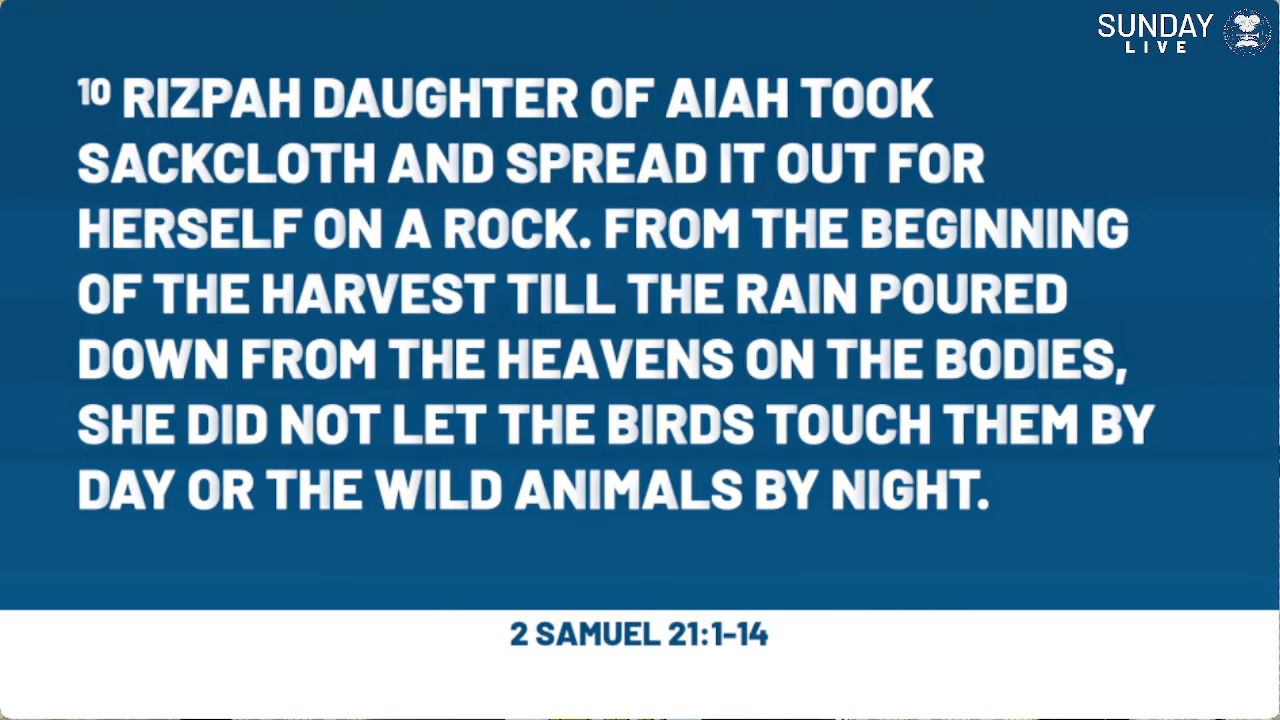 SUNDAY
LIVE
10 RIZPAH DAUGHTER OF AIAH TOOK
SACKCLOTH AND SPREAD IT OUT FOR
HERSELF ON A ROCK. FROM THE BEGINNING
OF THE HARVEST TILL THE RAIN POURED
DOWN FROM THE HEAVENS ON THE BODIES,
SHE DID NOT LET THE BIRDS TOUCH THEM BY
DAY OR THE WILD ANIMALS BY NIGHT.
2 SAMUEL 21:1-14